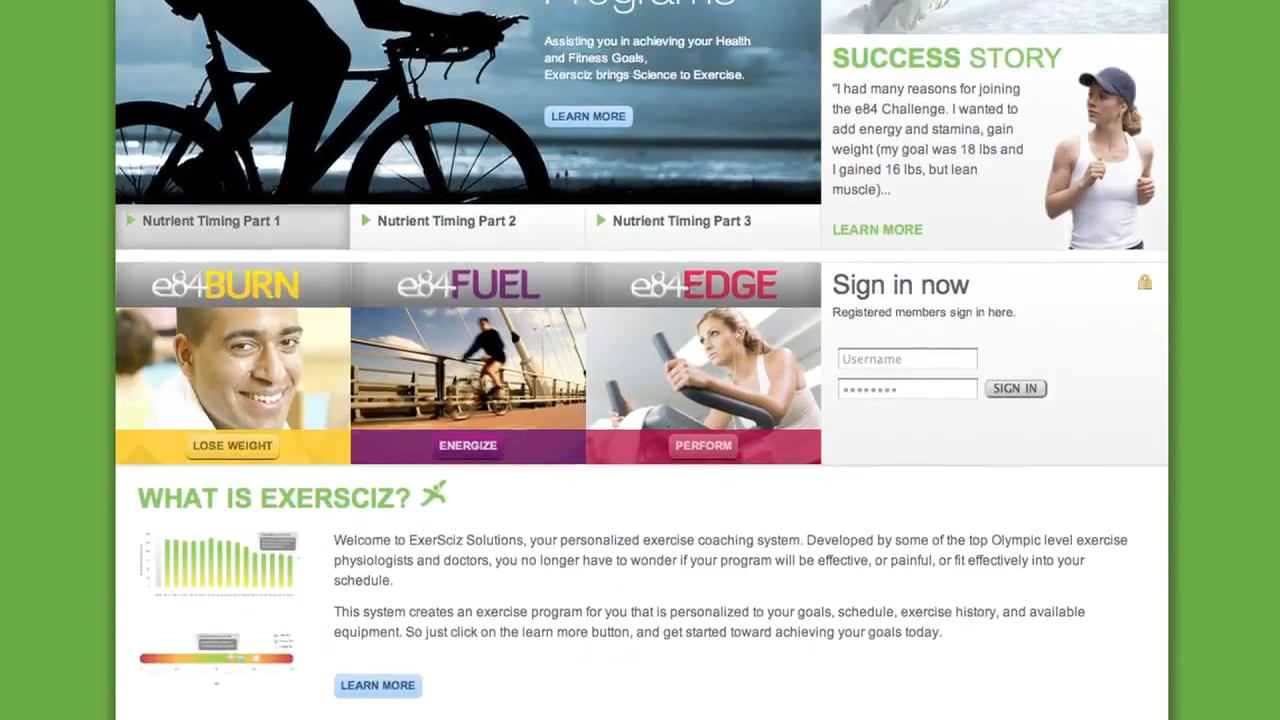 Programs
Assisting you in achieving your Health
and Fitness Goals,
Exersciz brings Science to Exercise.
LEARN MORE
SUCCESS STORY
"I had many reasons for joining
the e84 Challenge. I wanted to
add energy and stamina, gain
weight (my goal was 18 lbs and
I gained 16 lbs, but lean
muscle)...
LEARN MORE
Nutrient Timing Part 1
Nutrient Timing Part 2
Nutrient Timing Part 3
e84BURN
e84FUEL
e84EDGE
LOSE WEIGHT
ENERGIZE
PERFORM
Sign in now
Registered members sign in here.
Username
SIGN IN
WHAT IS EXERSCIZ?
Welcome to ExerSciz Solutions, your personalized exercise coaching system. Developed by some of the top Olympic level exercise
physiologists and doctors, you no longer have to wonder if your program will be effective, or painful, or fit effectively into your
schedule.
This system creates an exercise program for you that is personalized to your goals, schedule, exercise history, and available
equipment. So just click on the learn more button, and get started toward achieving your goals today.
LEARN MORE